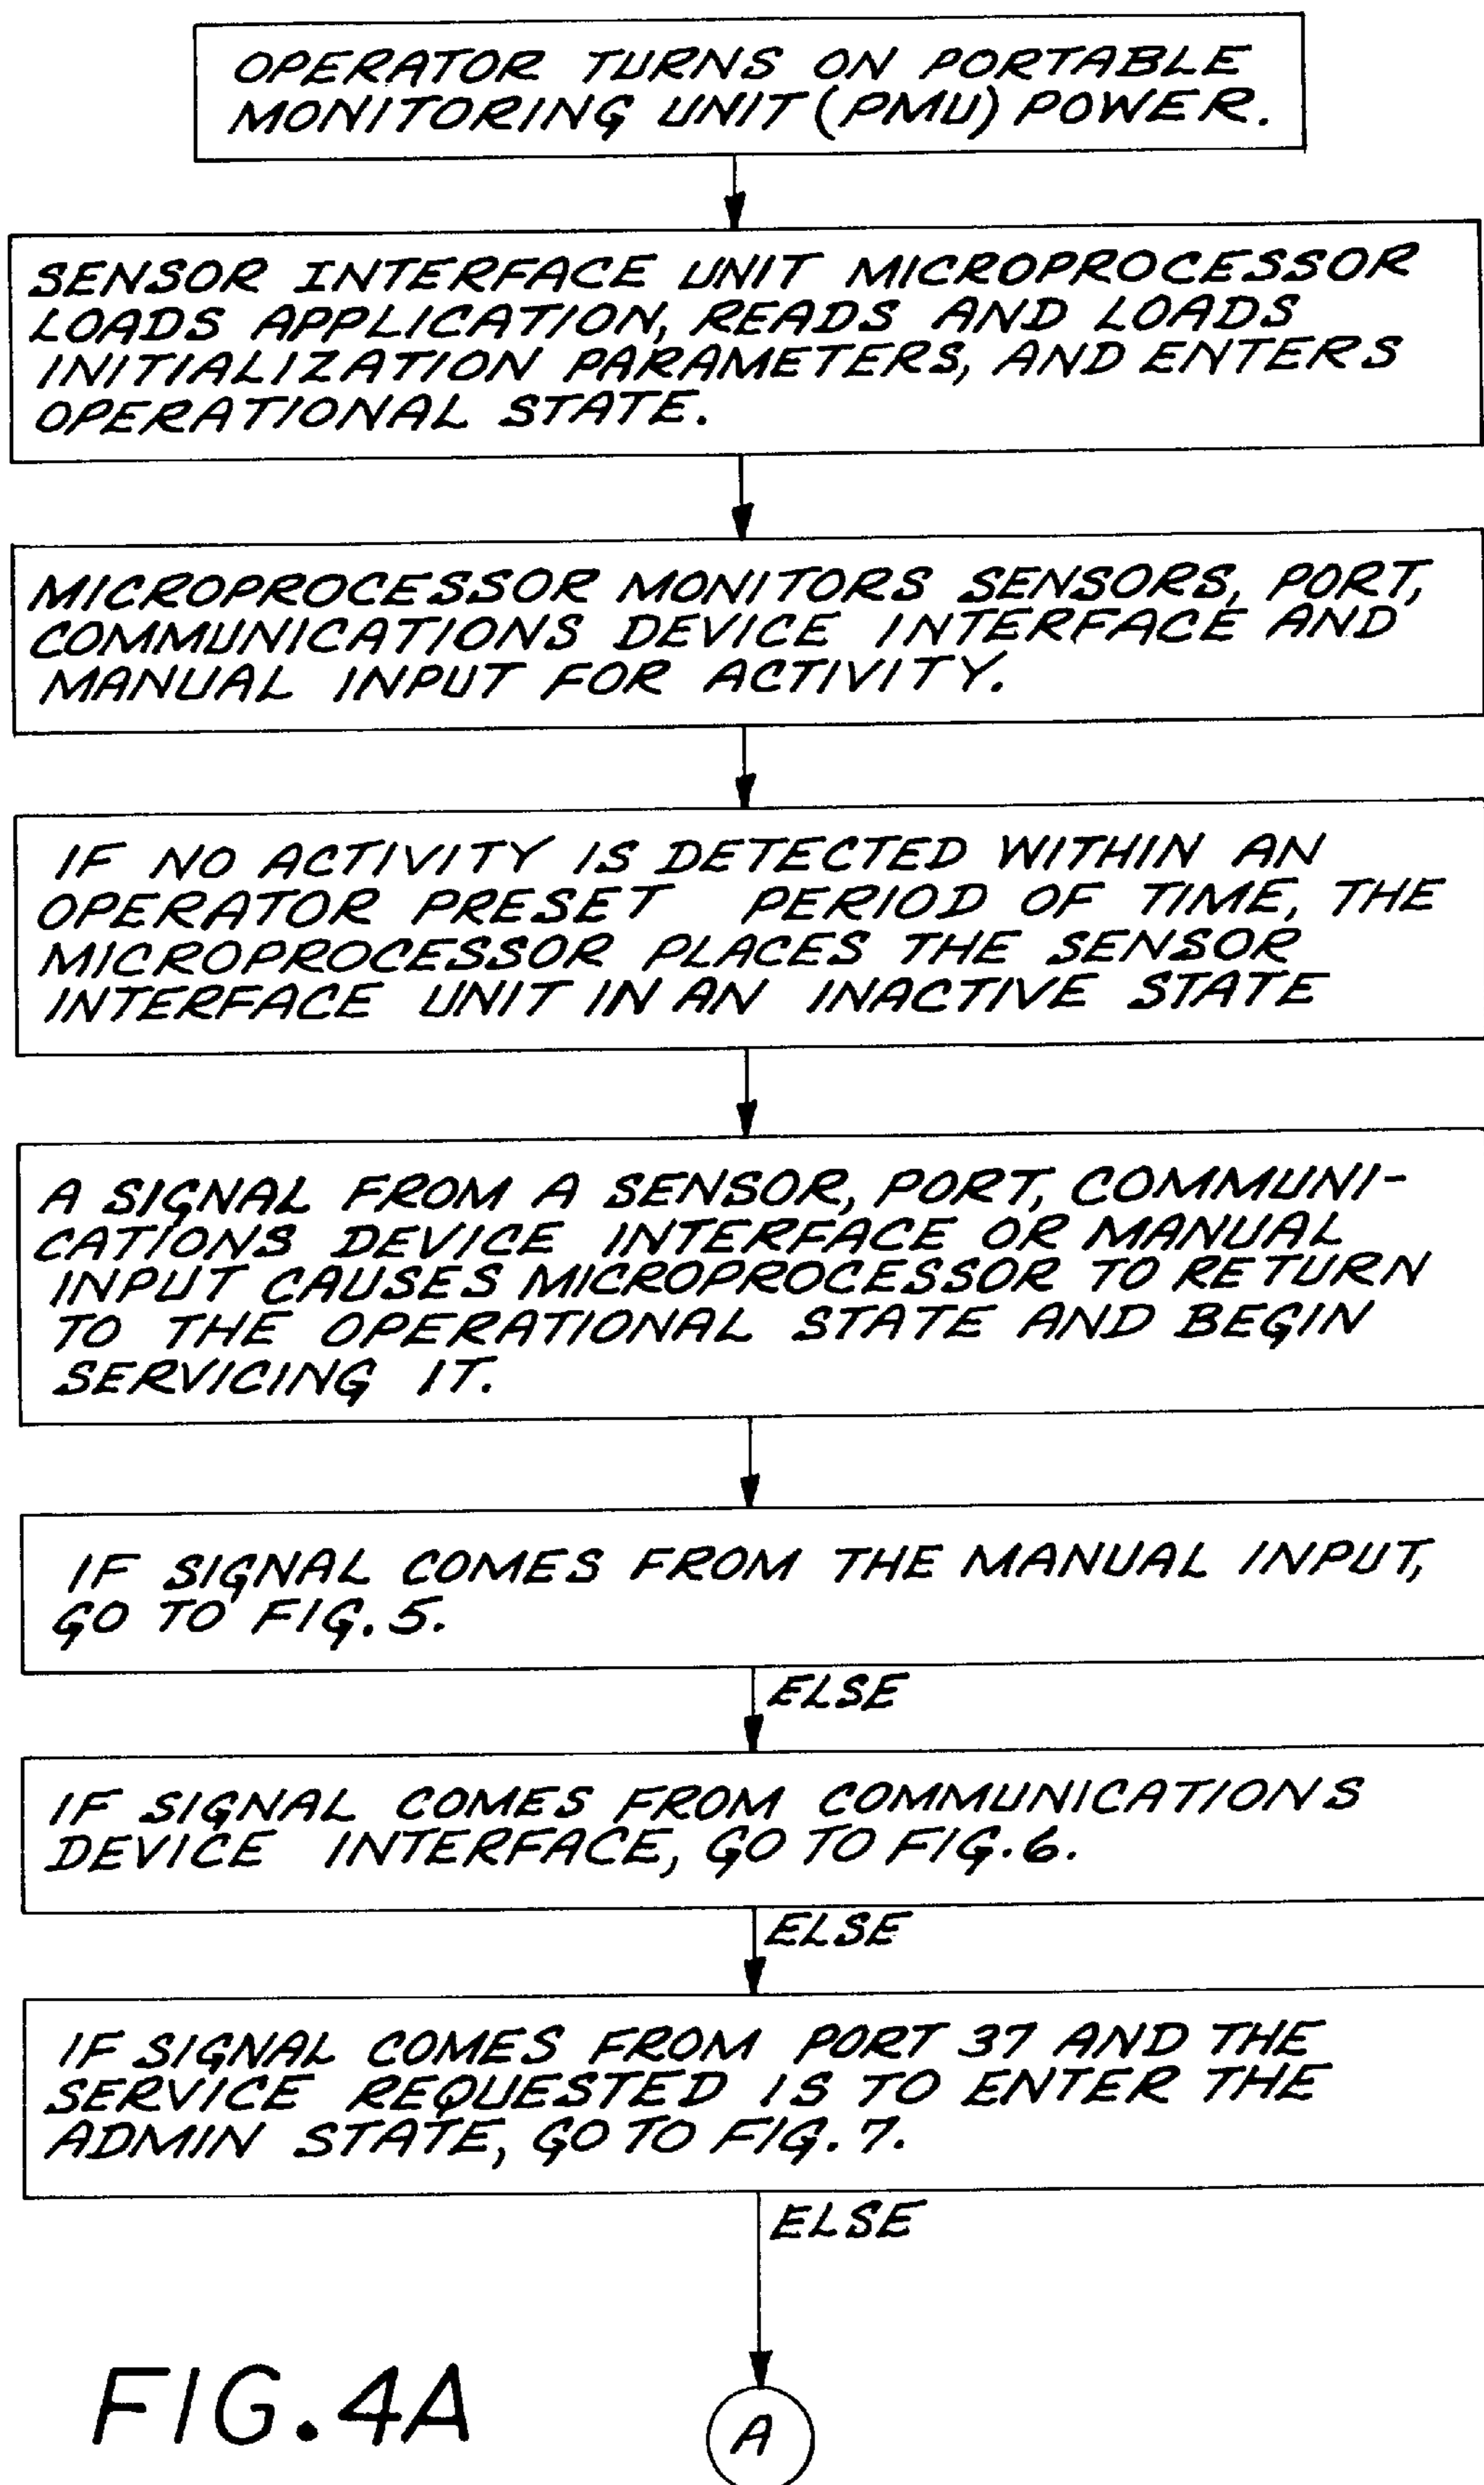 OPERATOR TURNS ON PORTABLE
MONITORING UNIT (PMU) POWER.
SENSOR INTERFACE UNIT MICROPROCESSOR
LOADS APPLICATION, READS AND LOADS
INITIALIZATION PARAMETERS, AND ENTERS
OPERATIONAL STATE.
MICROPROCESSOR MONITORS SENSORS, PORT,
COMMUNICATIONS DEVICE INTERFACE AND
MANUAL INPUT FOR ACTIVITY.
IF NO ACTIVITY IS DETECTED WITHIN AN
OPERATOR PRESET PERIOD OF TIME, THE
MICROPROCESSOR PLACES THE SENSOR
INTERFACE UNIT IN AN INACTIVE STATE
A SIGNAL FROM A SENSOR, PORT, COMMUNI-
CATIONS DEVICE INTERFACE OR MANUAL
INPUT CAUSES MICROPROCESSOR TO RETURN
TO THE OPERATIONAL STATE AND BEGIN
SERVICING IT.
IF SIGNAL COMES FROM THE MANUAL INPUT,
GO TO FIG. 5.
ELSE
IF SIGNAL COMES FROM COMMUNICATIONS
DEVICE INTERFACE, GO TO FIG. 6.
ELSE
IF SIGNAL COMES FROM PORT 37 AND THE
SERVICE REQUESTED IS TO ENTER THE
ADMIN STATE, GO TO FIG. 7.
ELSE
A
FIG. 4A